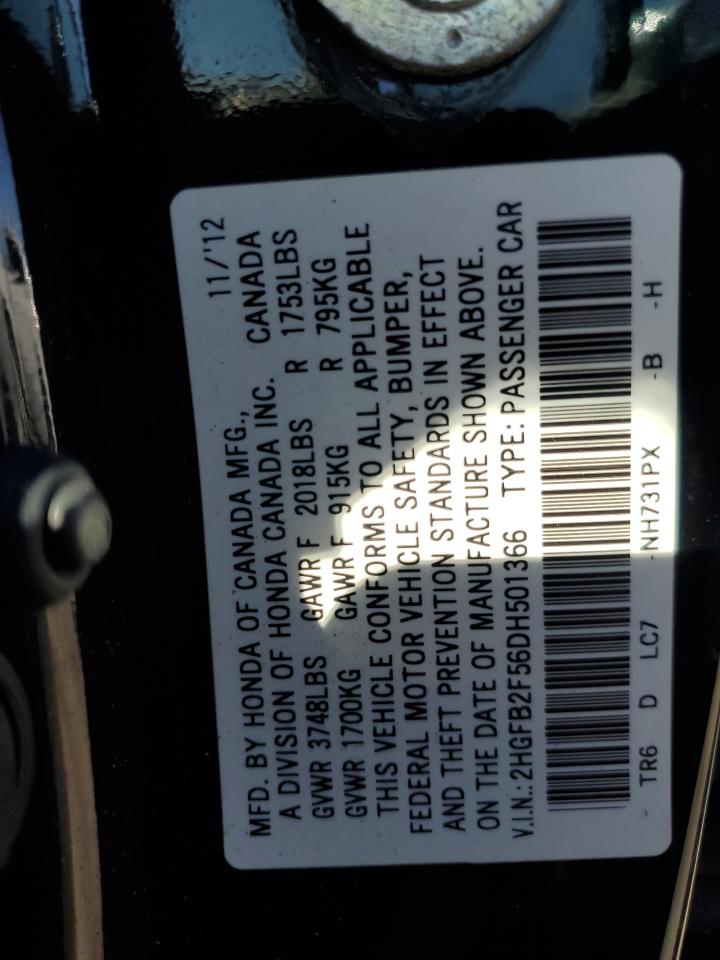 MFD. BY HONDA OF CANADA MFG., 11/'12
A DIVISION OF HONDA CANADA INC. CANADA
GVWR 3748LBS GAWR F 2018LBS R 1753LBS
GVWR 1700KG GAWR F 915KG R 795KG
THIS VEHICLE CONFORMS TO ALL APPLICABLE
FEDERAL MOTOR VEHICLE SAFETY, BUMPER,
AND THEFT PREVENTION STANDARDS IN EFFECT
ON THE DATE OF MANUFACTURE SHOWN ABOVE.
V.I.N.: 2HGFB2F56DH501366 TYPE: PASSENGER CAR
TR6 D LC7 -NH731PX -B -H